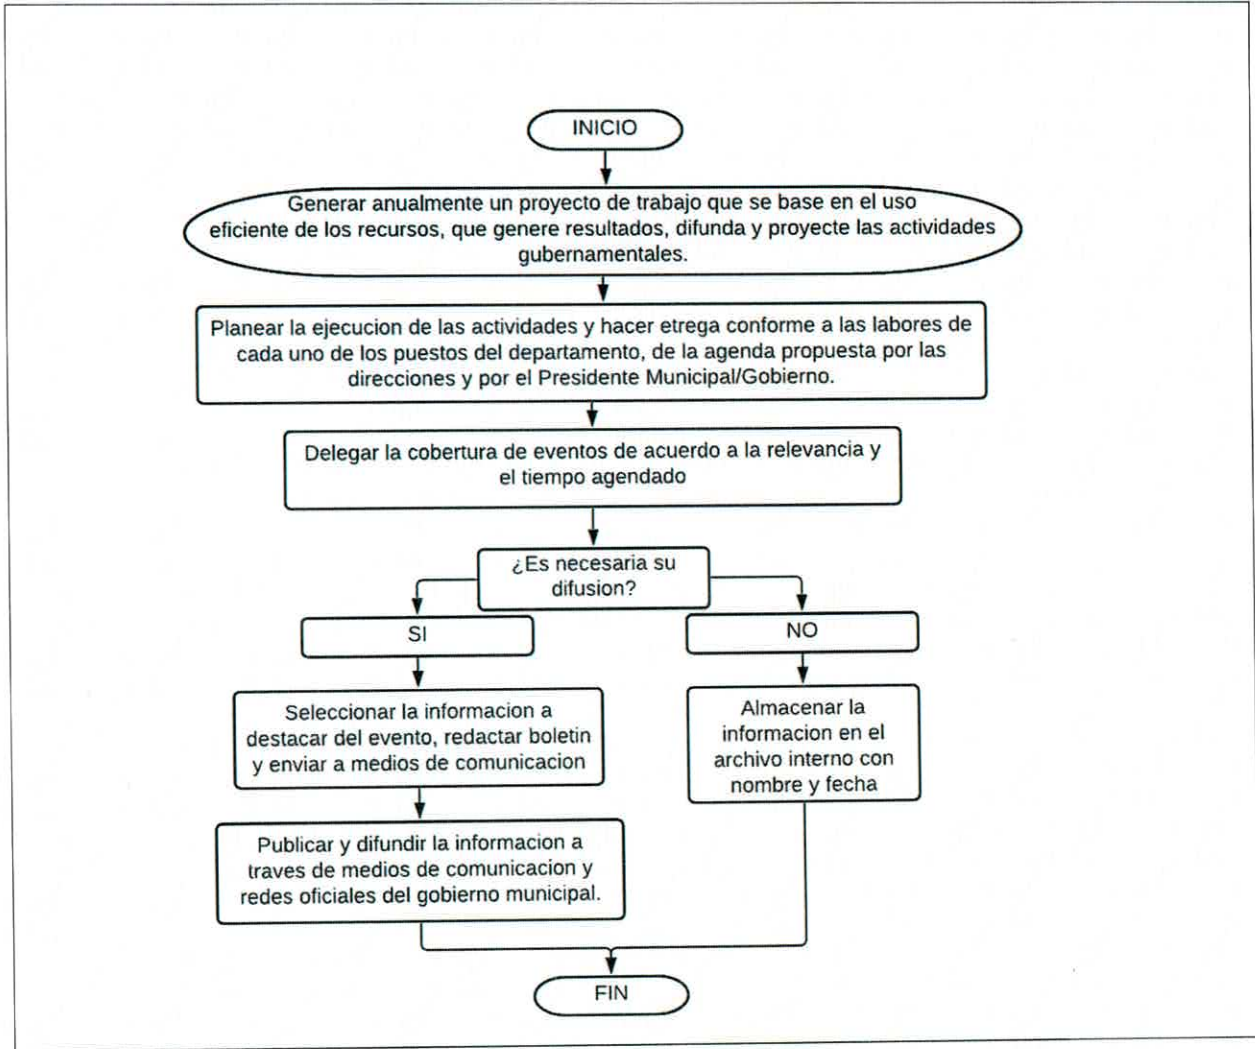 INICIO
Generar anualmente un proyecto de trabajo que se base en el uso
eficiente de los recursos, que genere resultados, difunda y proyecte las actividades
gubernamentales.
Planear la ejecucion de las actividades y hacer etrega conforme a las labores de
cada uno de los puestos del departamento, de la agenda propuesta por las
direcciones y por el Presidente Municipal/Gobierno.
Delegar la cobertura de eventos de acuerdo a la relevancia y
el tiempo agendado
¿Es necesaria su
difusion?
SI
NO
Seleccionar la informacion a
destacar del evento, redactar boletin
y enviar a medios de comunicacion
Almacenar la
informacion en el
archivo interno con
nombre y fecha
Publicar y difundir la informacion a
traves de medios de comunicacion y
redes oficiales del gobierno municipal.
FIN